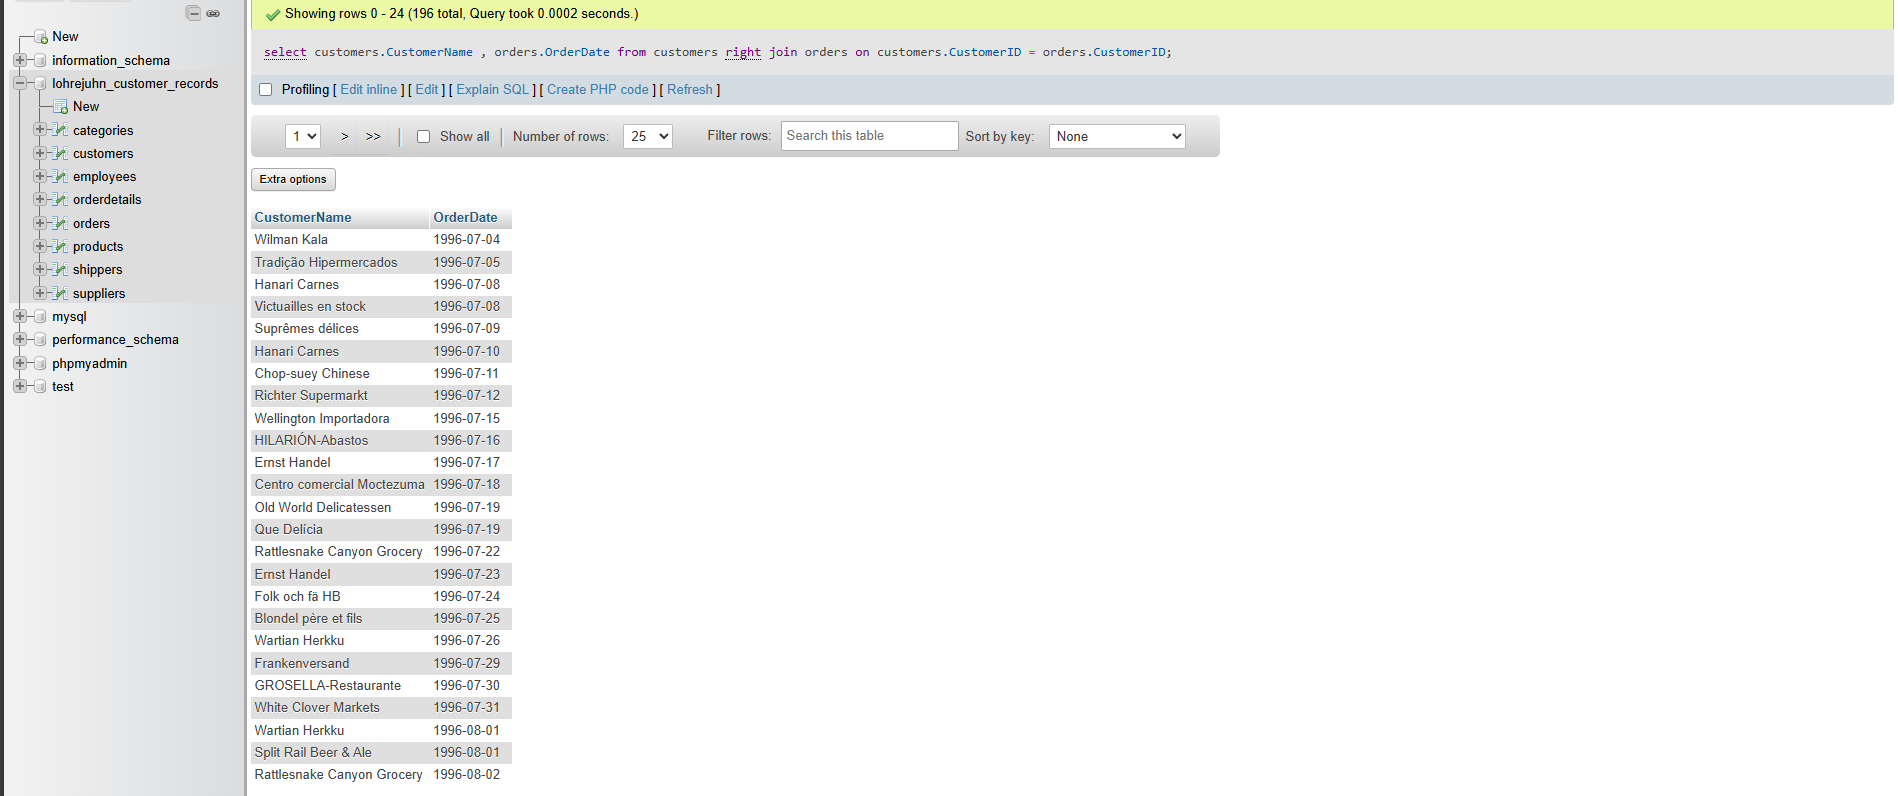 New
information_schema
lohrejuhn_customer_records
New
categories
customers
employees
orderdetails
orders
products
shippers
suppliers
mysql
performance_schema
phpmyadmin
test
Showing rows 0 - 24 (196 total, Query took 0.0002 seconds.)
select customers.CustomerName , orders.OrderDate from customers right join orders on customers.CustomerID = orders.CustomerID;
Profiling [ Edit inline ] [ Edit ] [ Explain SQL ] [ Create PHP code ] [ Refresh ]
1 > >> | Show all | Number of rows: 25 Filter rows: Search this table Sort by key: None
Extra options
CustomerName OrderDate
Wilman Kala 1996-07-04
Tradição Hipermercados 1996-07-05
Hanari Carnes 1996-07-08
Victuailles en stock 1996-07-08
Suprêmes délices 1996-07-09
Hanari Carnes 1996-07-10
Chop-suey Chinese 1996-07-11
Richter Supermarkt 1996-07-12
Wellington Importadora 1996-07-15
HILARIÓN-Abastos 1996-07-16
Ernst Handel 1996-07-17
Centro comercial Moctezuma 1996-07-18
Old World Delicatessen 1996-07-19
Que Delícia 1996-07-19
Rattlesnake Canyon Grocery 1996-07-22
Ernst Handel 1996-07-23
Folk och fä HB 1996-07-24
Blondel père et fils 1996-07-25
Wartian Herkku 1996-07-26
Frankenversand 1996-07-29
GROSELLA-Restaurante 1996-07-30
White Clover Markets 1996-07-31
Wartian Herkku 1996-08-01
Split Rail Beer & Ale 1996-08-01
Rattlesnake Canyon Grocery 1996-08-02